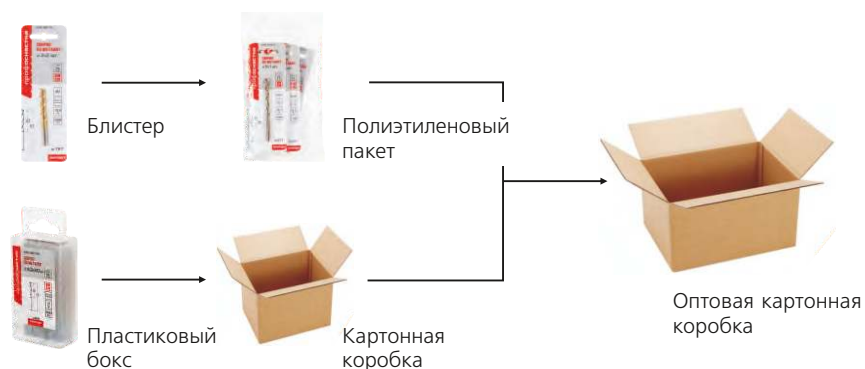 Блистер
Полиэтиленовый
пакет
Пластиковый
бокс
Картонная
коробка
Оптовая картонная
коробка